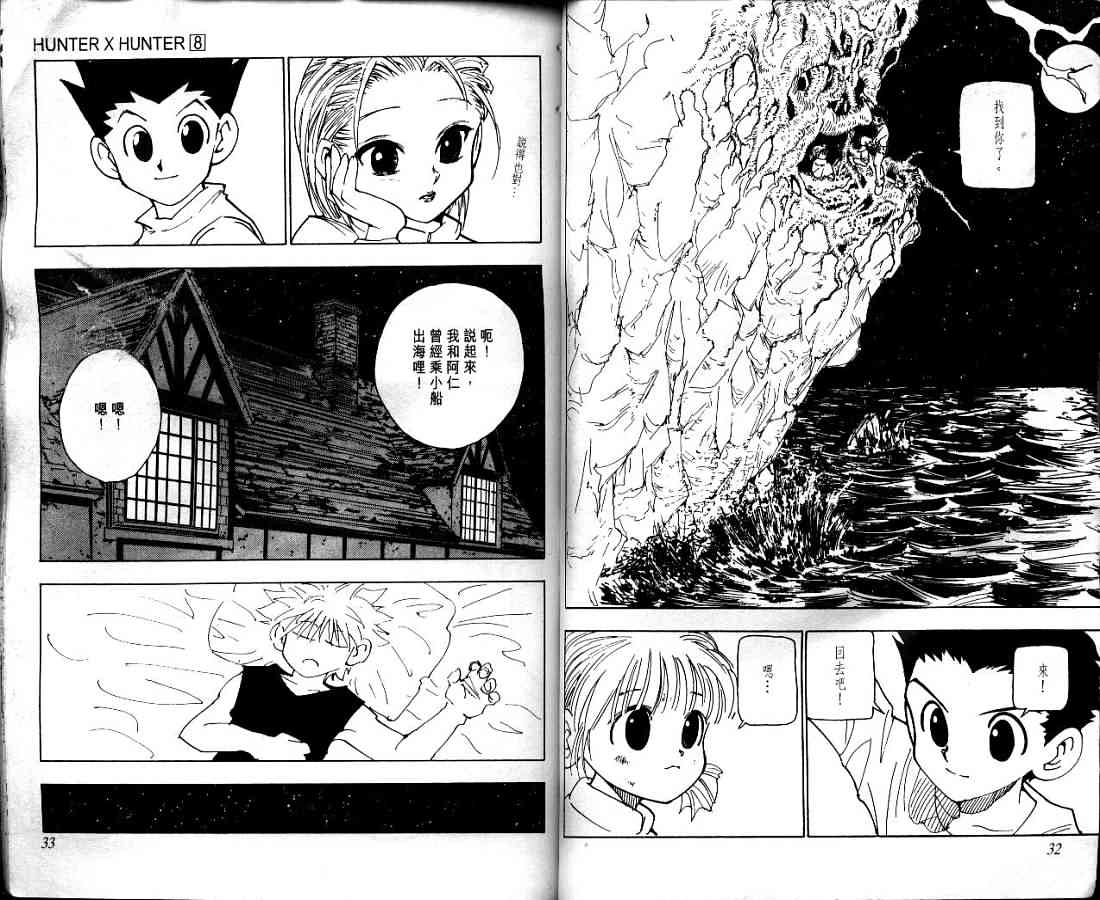 HUNTER X HUNTER 8
找到你了。
來！
回去吧！
嗯…
32
說得也對…
呃！
說起來，
我和阿仁
曾經乘小船
出海哩！
嗯！
嗯！
33